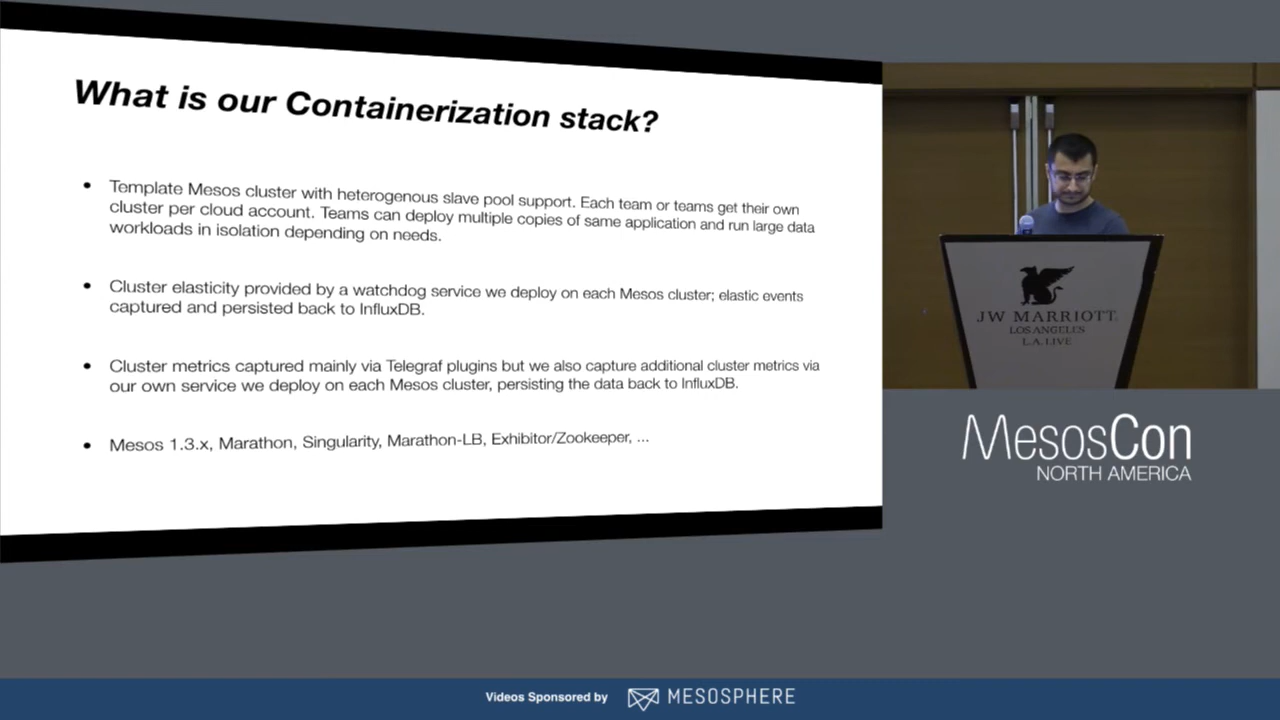 What is our Containerization stack?
• Template Mesos cluster with heterogenous slave pool support. Each team or teams get their own
cluster per cloud account. Teams can deploy multiple copies of same application and run large data
workloads in isolation depending on needs.
• Cluster elasticity provided by a watchdog service we deploy on each Mesos cluster; elastic events
captured and persisted back to InfluxDB.
• Cluster metrics captured mainly via Telegraf plugins but we also capture additional cluster metrics via
our own service we deploy on each Mesos cluster, persisting the data back to InfluxDB.
• Mesos 1.3.x, Marathon, Singularity, Marathon-LB, Exhibitor/Zookeeper, ...
JW MARRIOTT
LOS ANGELES
L.A. LIVE
MesosCon
NORTH AMERICA
Videos Sponsored by MESOSPHERE